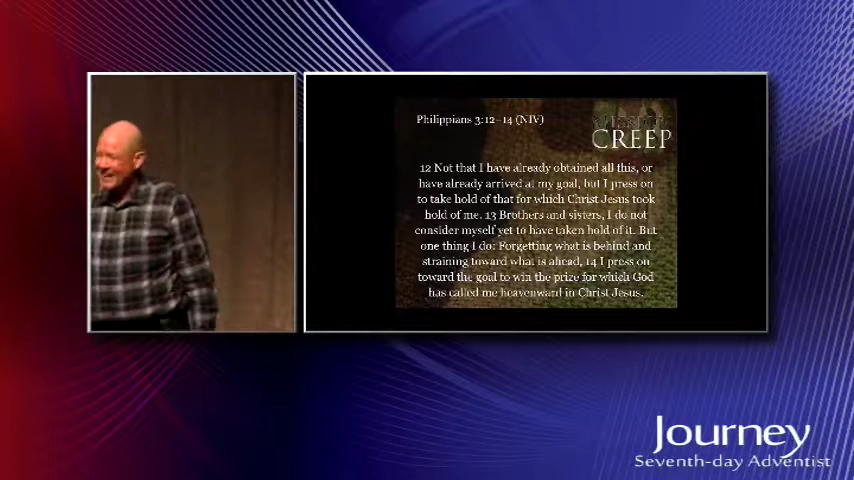 Philippians 3:12–14 (NIV)
MISSION
CREEP
12 Not that I have already obtained all this, or
have already arrived at my goal, but I press on
to take hold of that for which Christ Jesus took
hold of me. 13 Brothers and sisters, I do not
consider myself yet to have taken hold of it. But
one thing I do: Forgetting what is behind and
straining toward what is ahead, 14 I press on
toward the goal to win the prize for which God
has called me heavenward in Christ Jesus.
Journey
Seventh-day Adventist